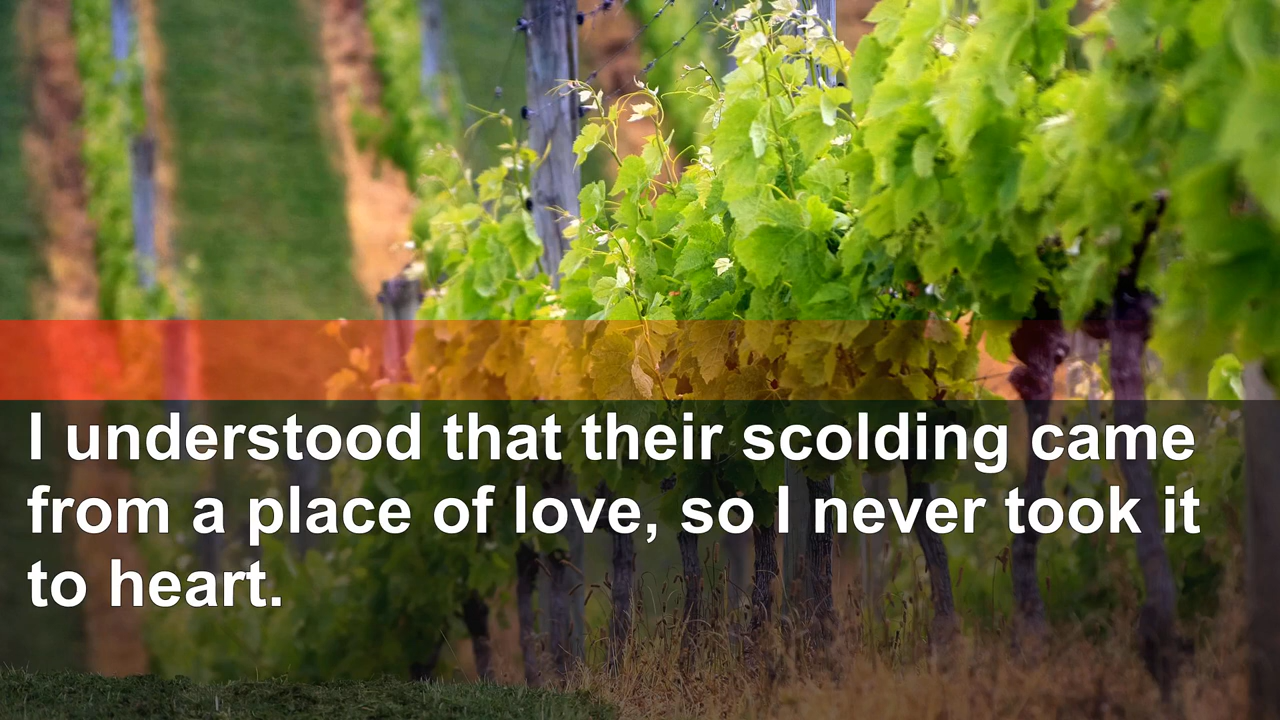 I understood that their scolding came
from a place of love, so I never took it
to heart.